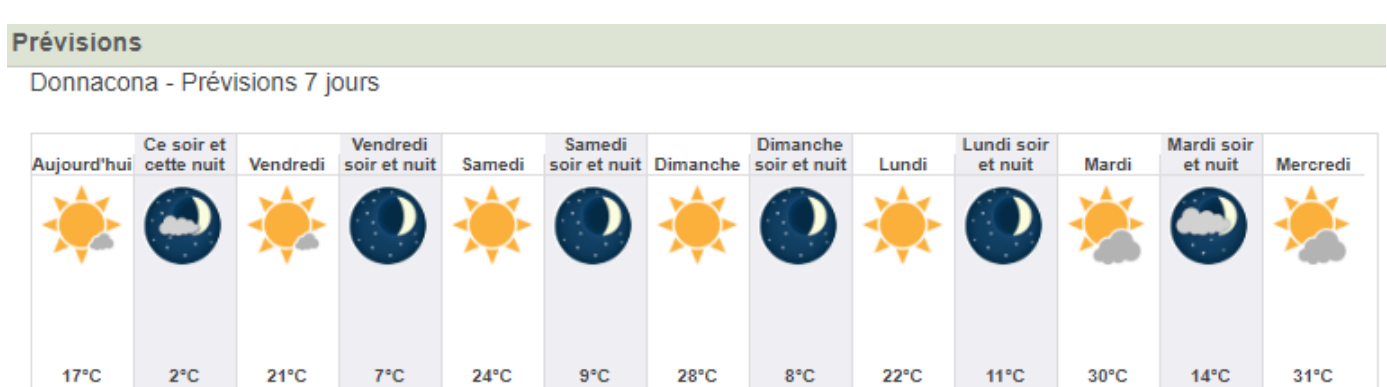 Prévisions
Donnacona - Prévisions 7 jours
Ce soir et Vendredi Samedi Dimanche Lundi soir Mardi soir
Aujourd'hui cette nuit Vendredi soir et nuit Samedi soir et nuit Dimanche soir et nuit Lundi et nuit Mardi et nuit Mercredi
17°C 2°C 21°C 7°C 24°C 9°C 28°C 8°C 22°C 11°C 30°C 14°C 31°C